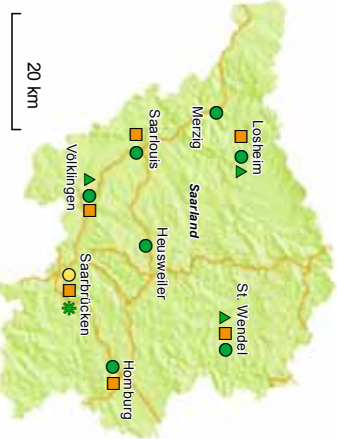 Losheim
Merzig
Saarlouis
Völklingen
Saarland
Heusweiler
Saarbrücken
St. Wendel
Homburg
20 km